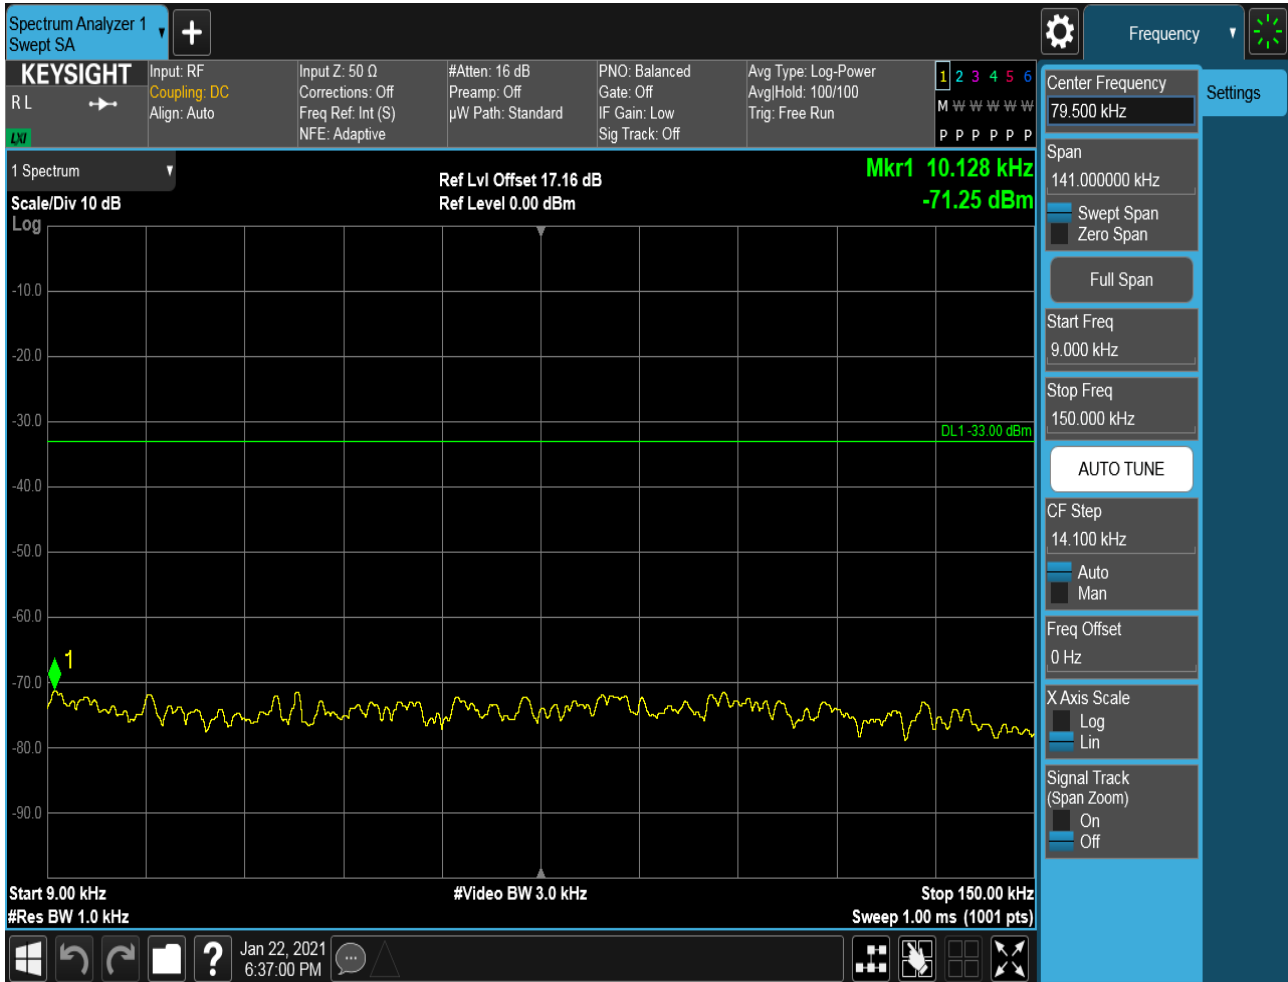 Spectrum Analyzer 1
Swept SA
Frequency
KEYSIGHT
R L
LXI
Input: RF
Coupling: DC
Align: Auto
Input Z: 50 Ω
Corrections: Off
Freq Ref: Int (S)
NFE: Adaptive
#Atten: 16 dB
Preamp: Off
µW Path: Standard
PNO: Balanced
Gate: Off
IF Gain: Low
Sig Track: Off
Avg Type: Log-Power
Avg|Hold: 100/100
Trig: Free Run
1 2 3 4 5 6
M W W W W W
P P P P P P
1 Spectrum
Scale/Div 10 dB
Log
Ref Lvl Offset 17.16 dB
Ref Level 0.00 dBm
Mkr1 10.128 kHz
-71.25 dBm
-10.0
-20.0
-30.0
DL1 -33.00 dBm
-40.0
-50.0
-60.0
1
-70.0
-80.0
-90.0
Start 9.00 kHz
#Video BW 3.0 kHz
Stop 150.00 kHz
#Res BW 1.0 kHz
Sweep 1.00 ms (1001 pts)
Jan 22, 2021
6:37:00 PM
Center Frequency
79.500 kHz
Settings
Span
141.000000 kHz
Swept Span
Zero Span
Full Span
Start Freq
9.000 kHz
Stop Freq
150.000 kHz
AUTO TUNE
CF Step
14.100 kHz
Auto
Man
Freq Offset
0 Hz
X Axis Scale
Log
Lin
Signal Track
(Span Zoom)
On
Off